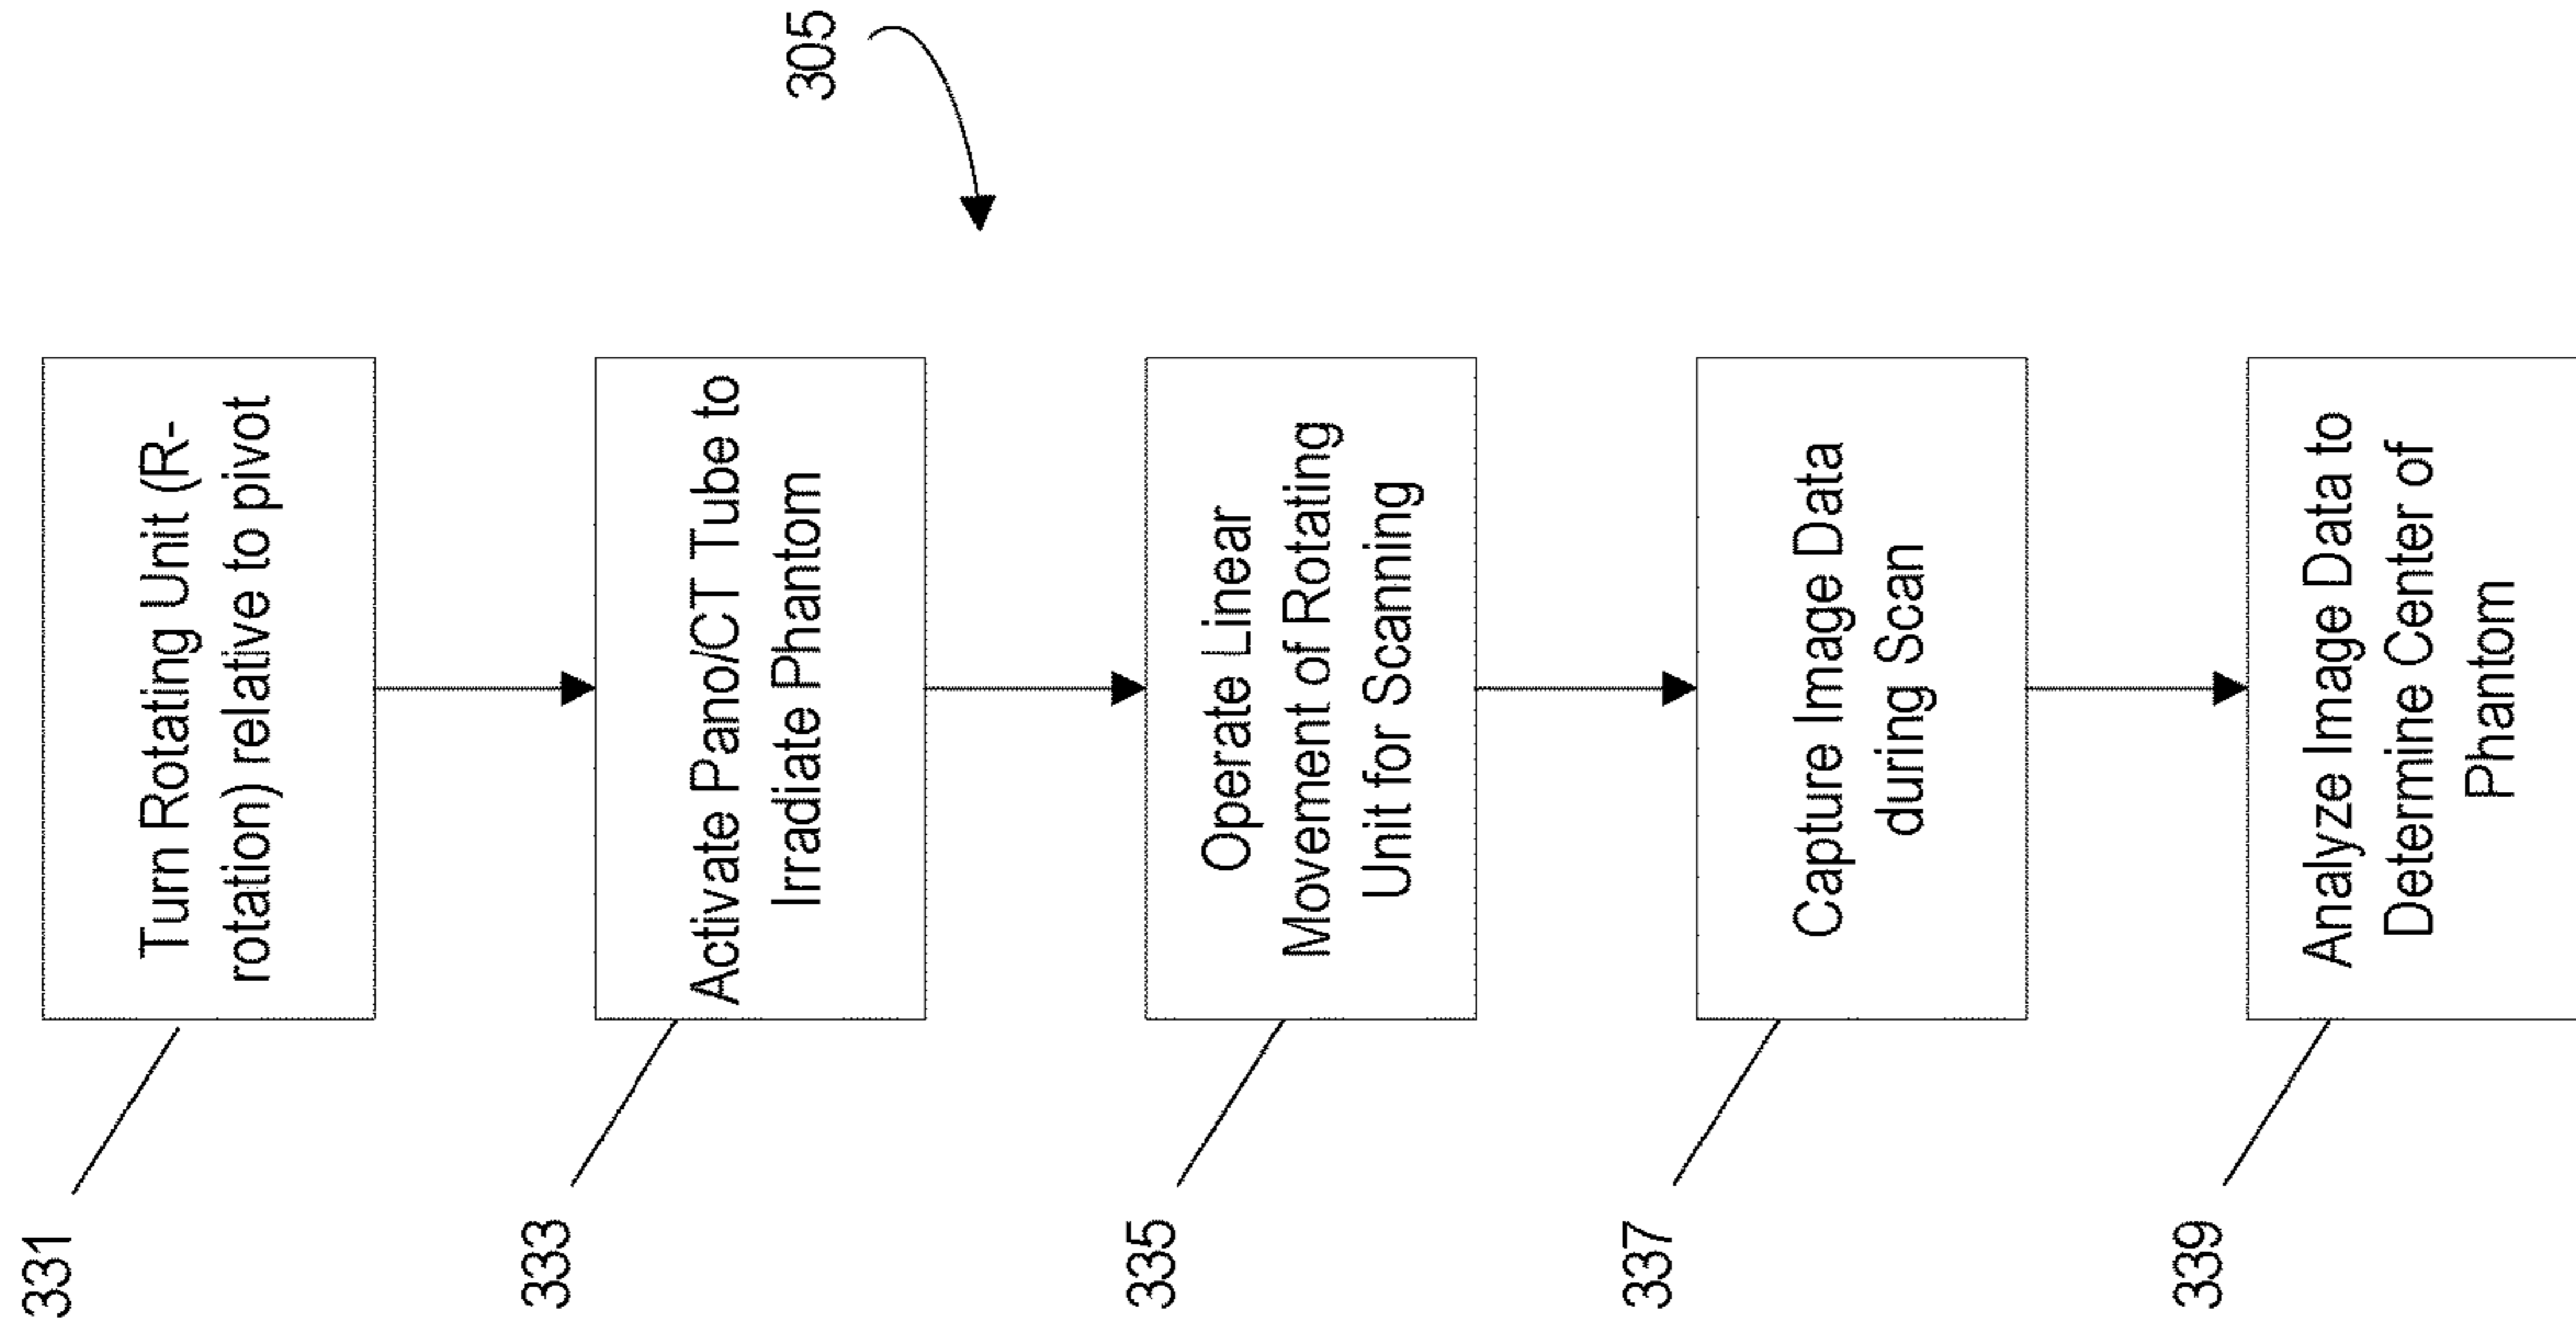 305
331
Turn Rotating Unit (R-
rotation) relative to pivot
333
Activate Pano/CT Tube to
Irradiate Phantom
335
Operate Linear
Movement of Rotating
Unit for Scanning
337
Capture Image Data
during Scan
339
Analyze Image Data to
Determine Center of
Phantom